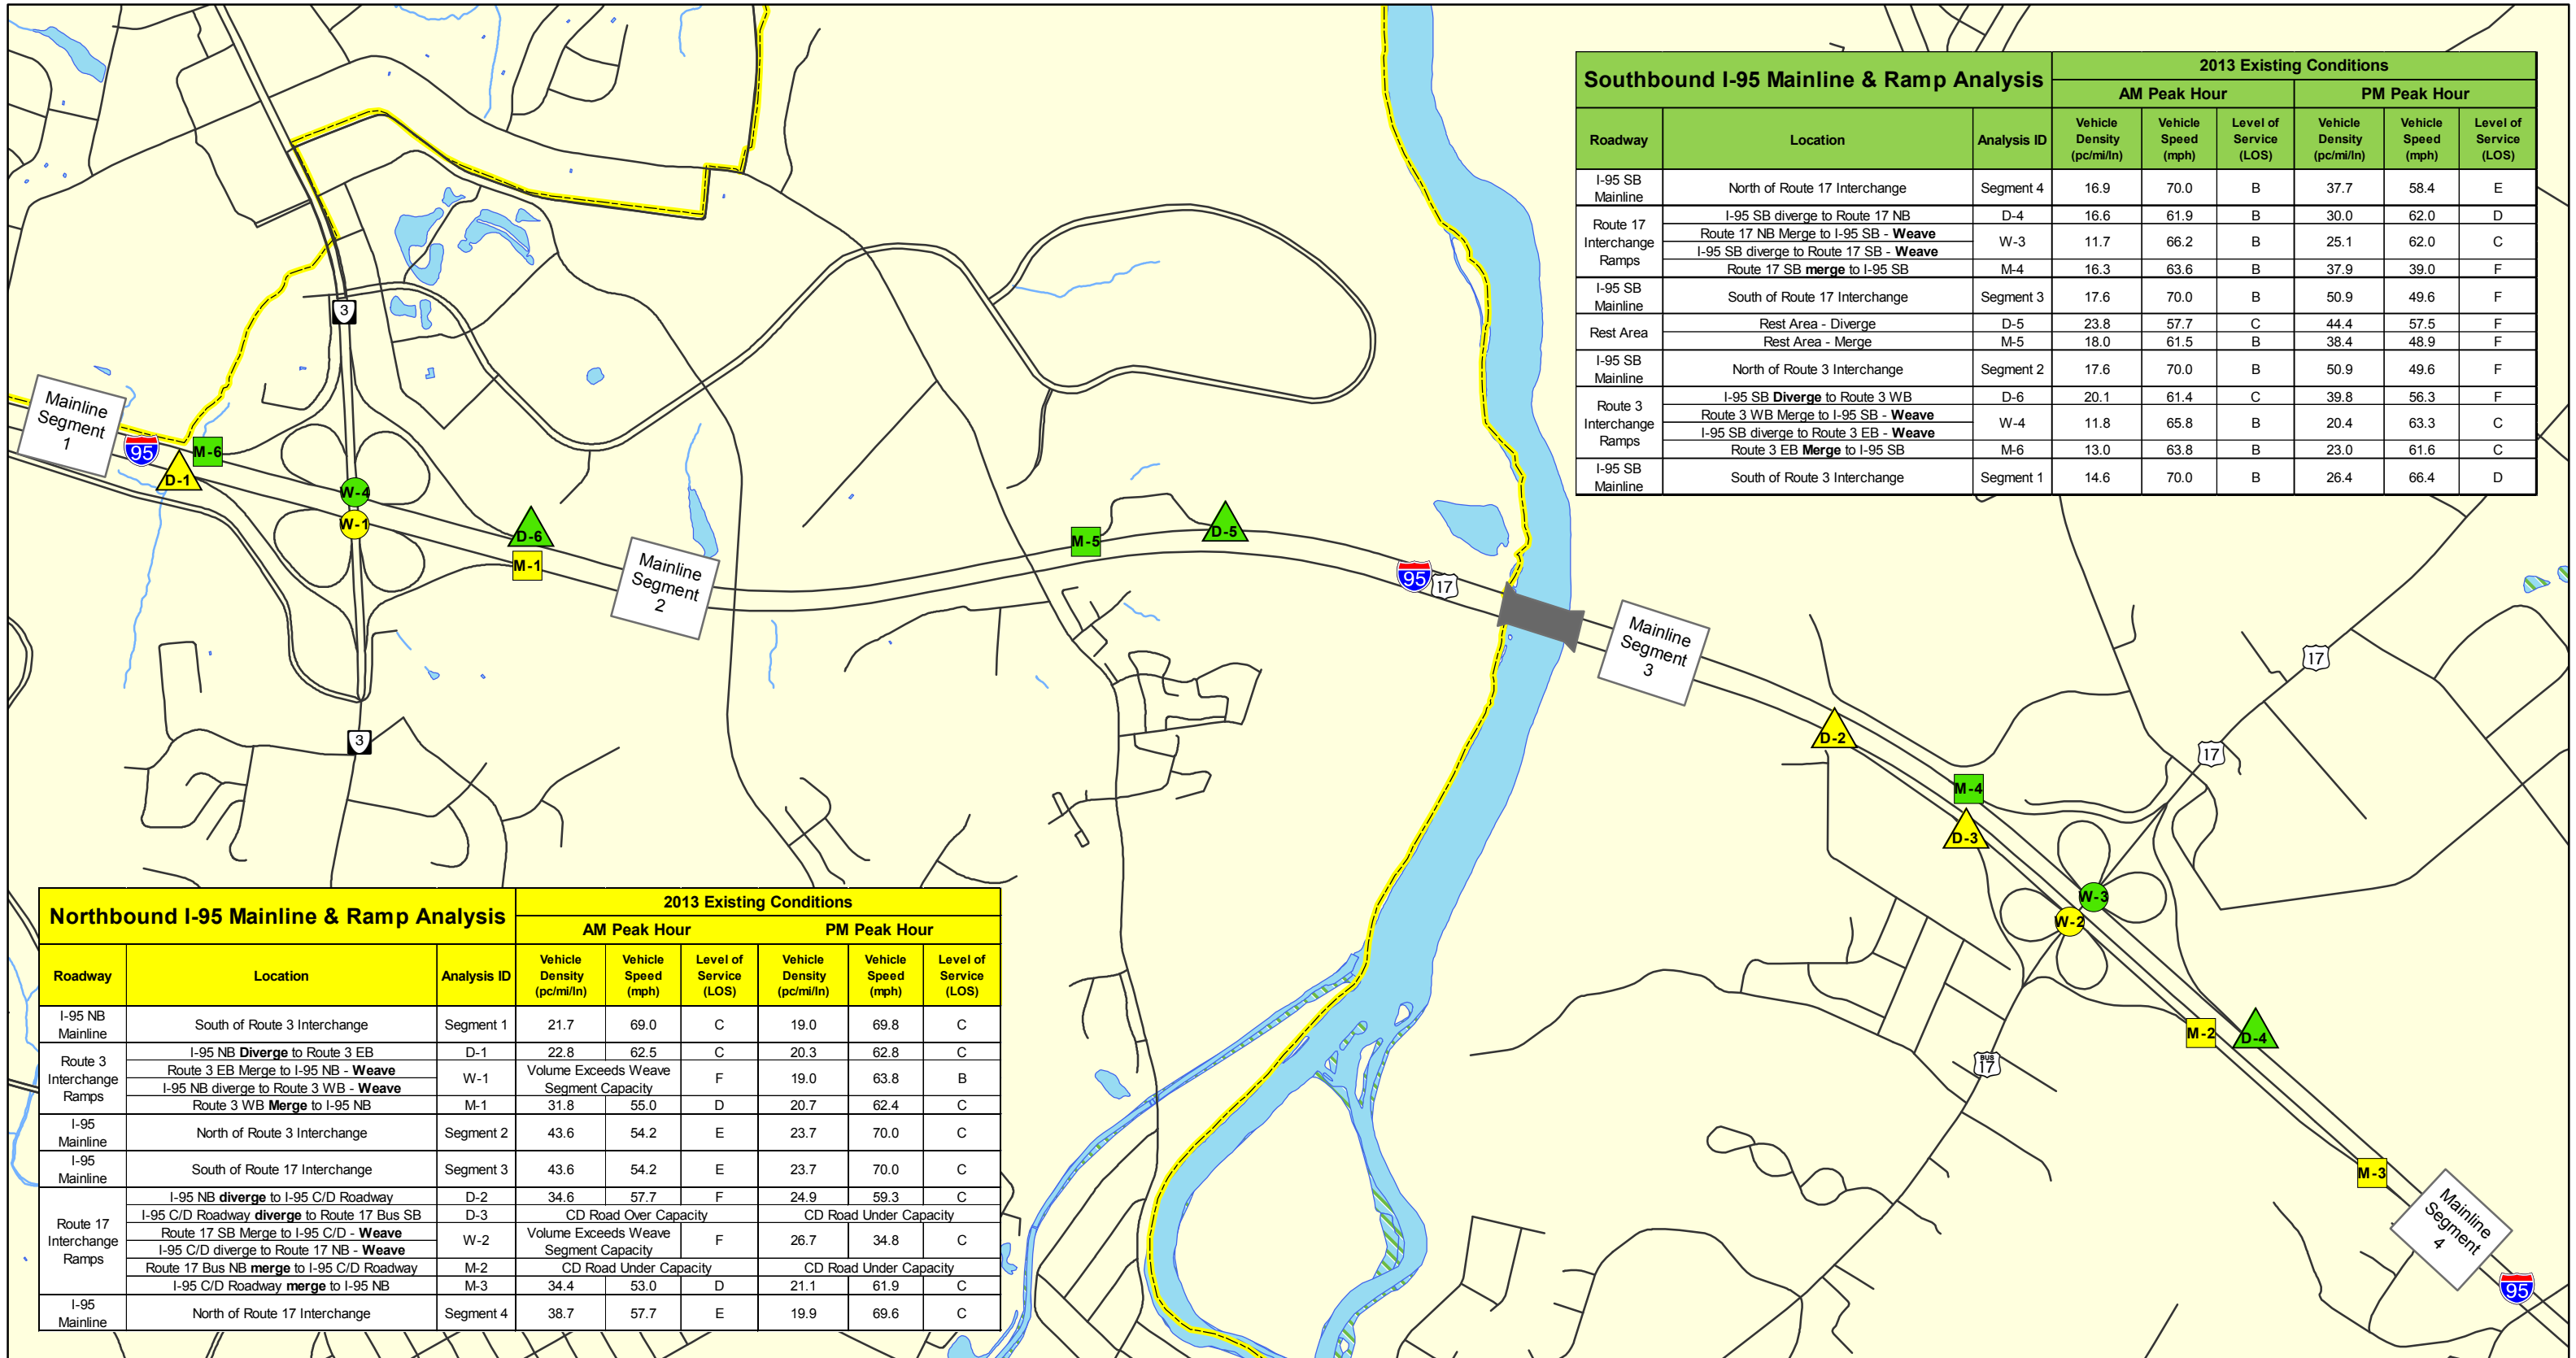 Southbound I-95 Mainline & Ramp Analysis
2013 Existing Conditions
AM Peak Hour PM Peak Hour
Roadway Location Analysis ID Vehicle Density (pc/mi/ln) Vehicle Speed (mph) Level of Service (LOS) Vehicle Density (pc/mi/ln) Vehicle Speed (mph) Level of Service (LOS)
I-95 SB Mainline North of Route 17 Interchange Segment 4 16.9 70.0 B 37.7 58.4 E
Route 17 Interchange Ramps
I-95 SB diverge to Route 17 NB D-4 16.6 61.9 B 30.0 62.0 D
Route 17 NB Merge to I-95 SB - Weave
I-95 SB diverge to Route 17 SB - Weave
W-3 11.7 66.2 B 25.1 62.0 C
Route 17 SB merge to I-95 SB M-4 16.3 63.6 B 37.9 39.0 F
I-95 SB Mainline South of Route 17 Interchange Segment 3 17.6 70.0 B 50.9 49.6 F
Rest Area
Rest Area - Diverge D-5 23.8 57.7 C 44.4 57.5 F
Rest Area - Merge M-5 18.0 61.5 B 38.4 48.9 F
I-95 SB Mainline North of Route 3 Interchange Segment 2 17.6 70.0 B 50.9 49.6 F
Route 3 Interchange Ramps
I-95 SB Diverge to Route 3 WB D-6 20.1 61.4 C 39.8 56.3 F
Route 3 WB Merge to I-95 SB - Weave
I-95 SB diverge to Route 3 EB - Weave
W-4 11.8 65.8 B 20.4 63.3 C
Route 3 EB Merge to I-95 SB M-6 13.0 63.8 B 23.0 61.6 C
I-95 SB Mainline South of Route 3 Interchange Segment 1 14.6 70.0 B 26.4 66.4 D
3
Mainline
Segment
1
95
M-6
D-1
W-4
W-1
D-6
M-1
Mainline
Segment
2
M-5
D-5
95
17
Mainline
Segment
3
17
17
D-2
M-4
D-3
3
W-3
W-2
M-2
D-4
BUS
17
M-3
Mainline
Segment
4
95
Northbound I-95 Mainline & Ramp Analysis
2013 Existing Conditions
AM Peak Hour PM Peak Hour
Roadway Location Analysis ID Vehicle Density (pc/mi/ln) Vehicle Speed (mph) Level of Service (LOS) Vehicle Density (pc/mi/ln) Vehicle Speed (mph) Level of Service (LOS)
I-95 NB Mainline South of Route 3 Interchange Segment 1 21.7 69.0 C 19.0 69.8 C
Route 3 Interchange Ramps
I-95 NB Diverge to Route 3 EB D-1 22.8 62.5 C 20.3 62.8 C
Route 3 EB Merge to I-95 NB - Weave
I-95 NB diverge to Route 3 WB - Weave
W-1 Volume Exceeds Weave Segment Capacity F 19.0 63.8 B
Route 3 WB Merge to I-95 NB M-1 31.8 55.0 D 20.7 62.4 C
I-95 Mainline North of Route 3 Interchange Segment 2 43.6 54.2 E 23.7 70.0 C
I-95 Mainline South of Route 17 Interchange Segment 3 43.6 54.2 E 23.7 70.0 C
Route 17 Interchange Ramps
I-95 NB diverge to I-95 C/D Roadway D-2 34.6 57.7 F 24.9 59.3 C
I-95 C/D Roadway diverge to Route 17 Bus SB D-3 CD Road Over Capacity CD Road Under Capacity
Route 17 SB Merge to I-95 C/D - Weave
I-95 C/D diverge to Route 17 NB - Weave
W-2 Volume Exceeds Weave Segment Capacity F 26.7 34.8 C
Route 17 Bus NB merge to I-95 C/D Roadway M-2 CD Road Under Capacity CD Road Under Capacity
I-95 C/D Roadway merge to I-95 NB M-3 34.4 53.0 D 21.1 61.9 C
I-95 Mainline North of Route 17 Interchange Segment 4 38.7 57.7 E 19.9 69.6 C